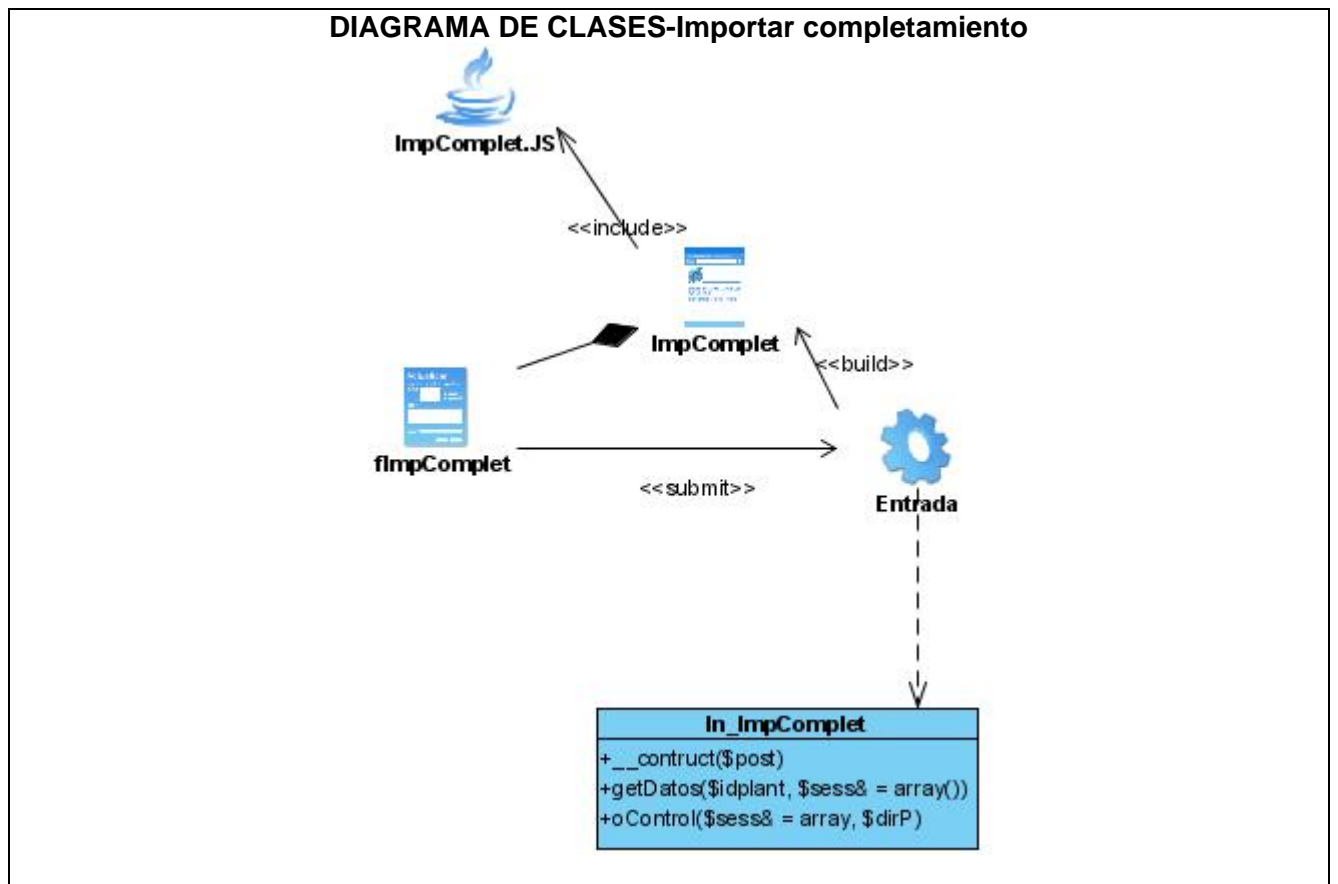 DIAGRAMA DE CLASES-Importar completamiento
ImpComplet.JS
<<include>>
ImpComplet
<<build>>
fImpComplet
<<submit>>
Entrada
In_ImpComplet
+__contruct($post)
+getDatos($idplant, $sess& = array())
+oControl($sess& = array, $dirP)